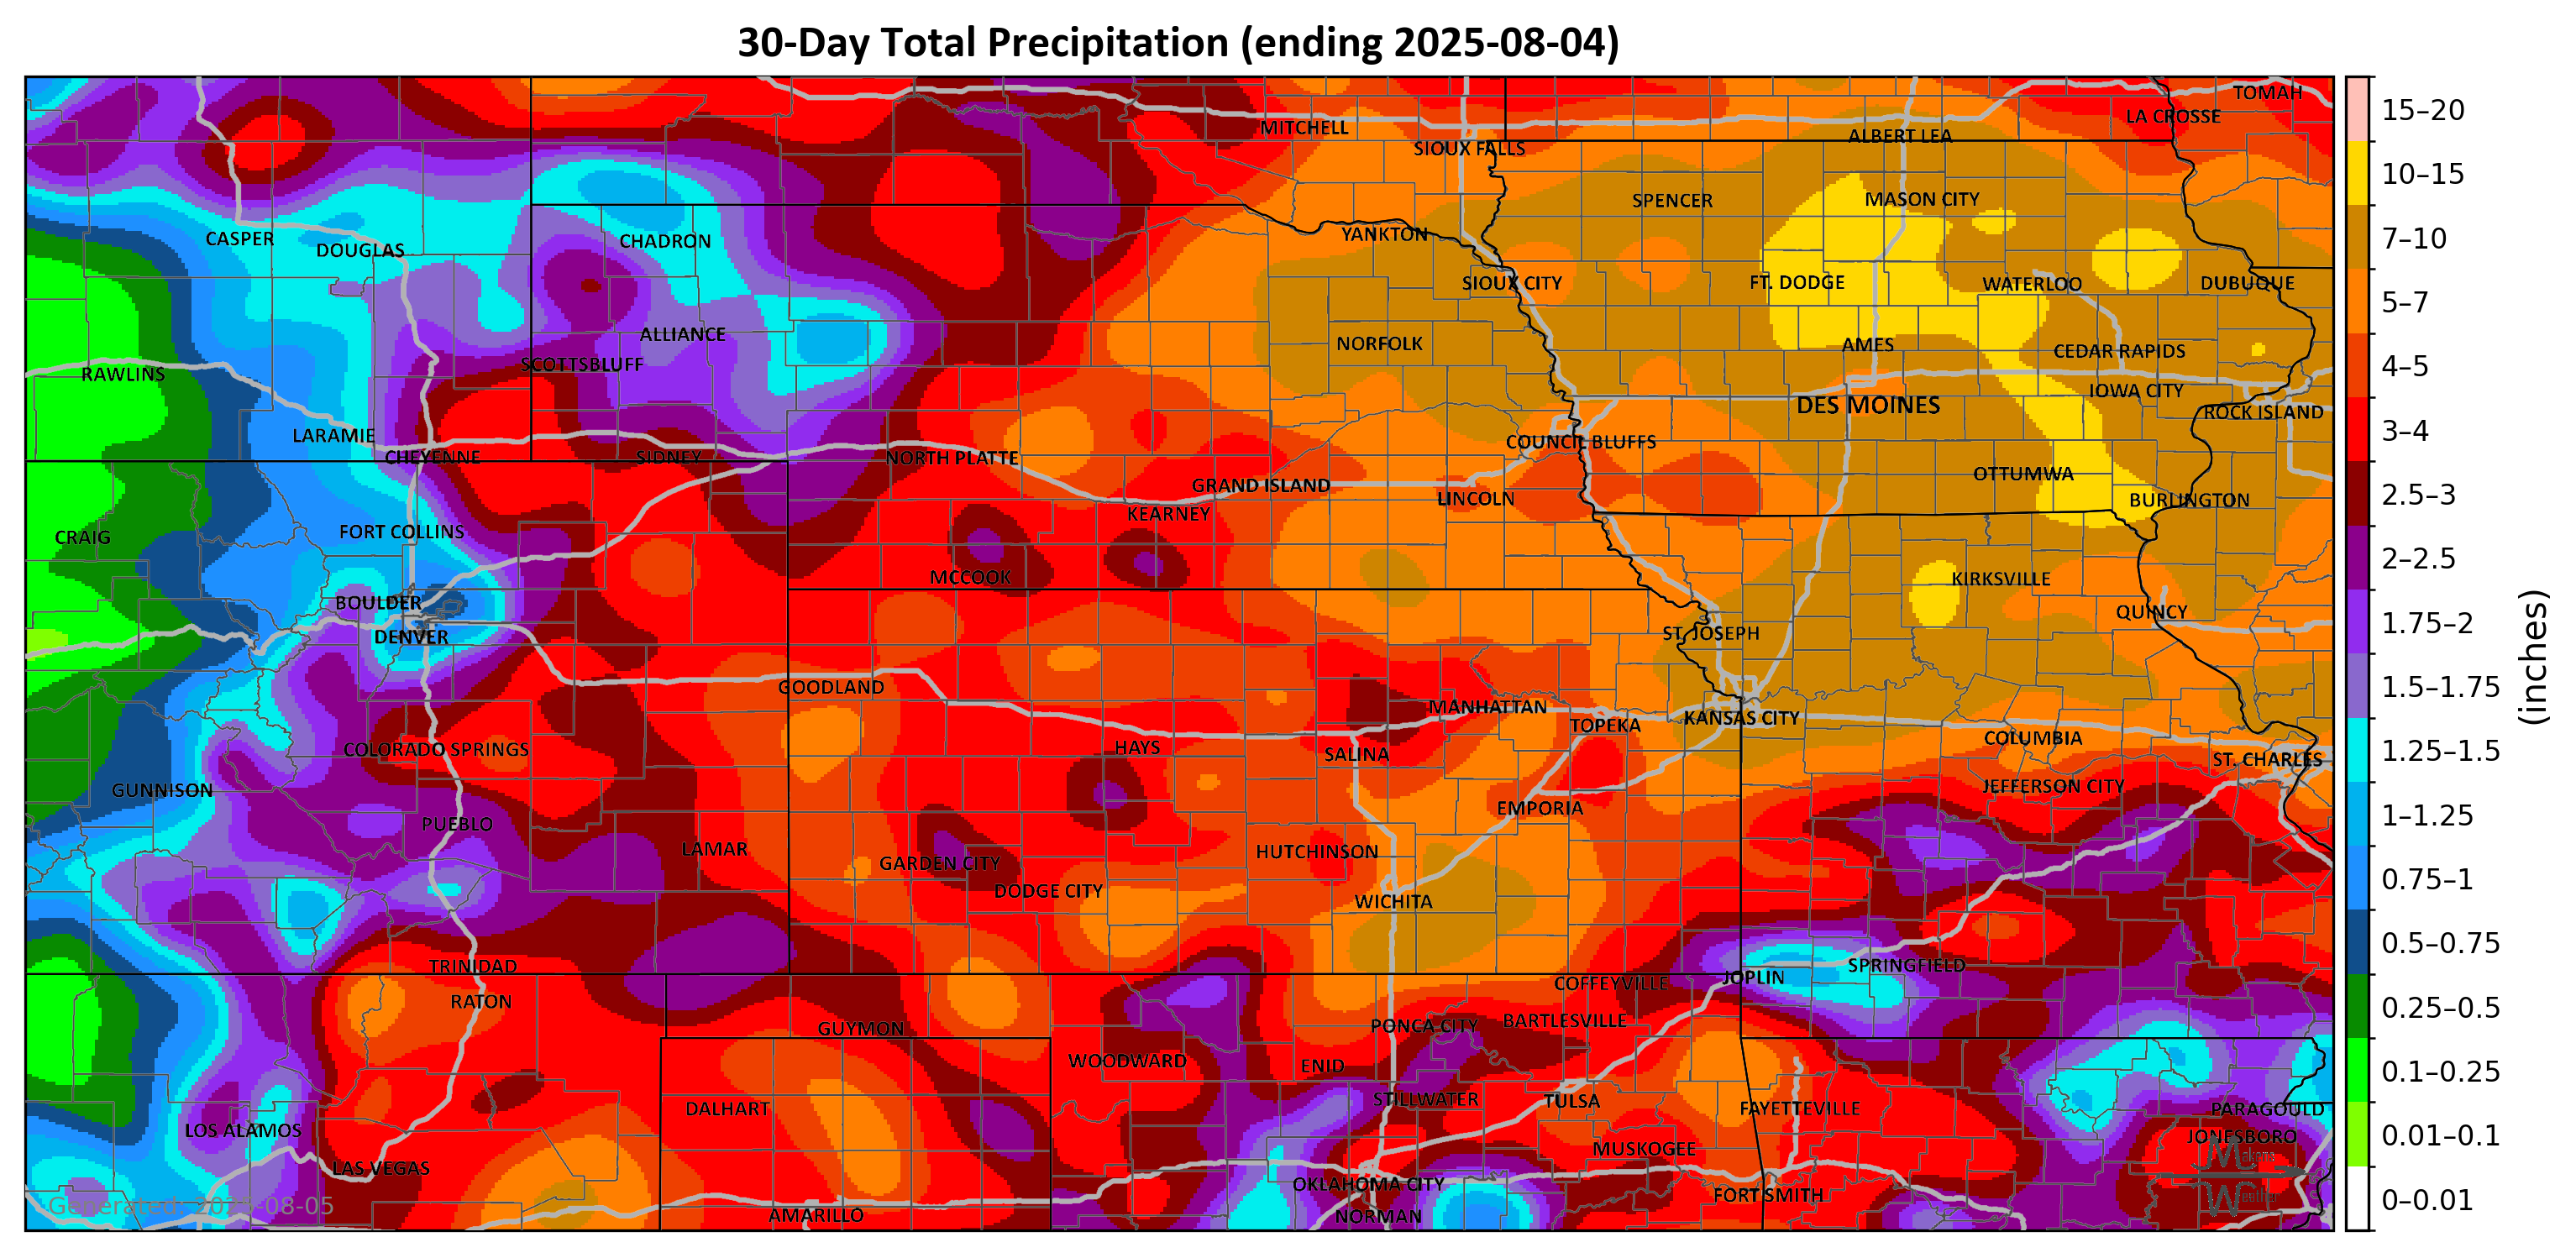 30-Day Total Precipitation (ending 2025-08-04)
TOMAH
LA CROSSE
MITCHELL
ALBERT LEA
SIOUX FALLS
SPENCER
MASON CITY
CASPER
DOUGLAS
CHADRON
YANKTON
SIOUX CITY
FT. DODGE
WATERLOO
DUBUQUE
ALLIANCE
NORFOLK
AMES
CEDAR RAPIDS
SCOTTSBLUFF
RAWLINS
IOWA CITY
DES MOINES
ROCK ISLAND
LARAMIE
COUNCIL BLUFFS
CHEYENNE
SIDNEY
NORTH PLATTE
OTTUMWA
GRAND ISLAND
LINCOLN
BURLINGTON
KEARNEY
CRAIG
FORT COLLINS
MCCOOK
KIRKSVILLE
BOULDER
QUINCY
DENVER
ST. JOSEPH
GOODLAND
MANHATTAN
TOPEKA
KANSAS CITY
COLUMBIA
COLORADO SPRINGS
HAYS
SALINA
ST. CHARLES
GUNNISON
JEFFERSON CITY
EMPORIA
PUEBLO
LAMAR
HUTCHINSON
GARDEN CITY
DODGE CITY
WICHITA
TRINIDAD
SPRINGFIELD
JOPLIN
COFFEYVILLE
RATON
GUYMON
PONCA CITY
BARTLESVILLE
WOODWARD
ENID
STILLWATER
TULSA
DALHART
FAYETTEVILLE
PARAGOULD
LOS ALAMOS
JONESBORO
MUSKOGEE
LAS VEGAS
OKLAHOMA CITY
FORT SMITH
AMARILLO
NORMAN
Generated: 2025-08-05
Makens
Weather
15–20
10–15
7–10
5–7
4–5
3–4
2.5–3
2–2.5
1.75–2
1.5–1.75
1.25–1.5
1–1.25
0.75–1
0.5–0.75
0.25–0.5
0.1–0.25
0.01–0.1
0–0.01
(inches)